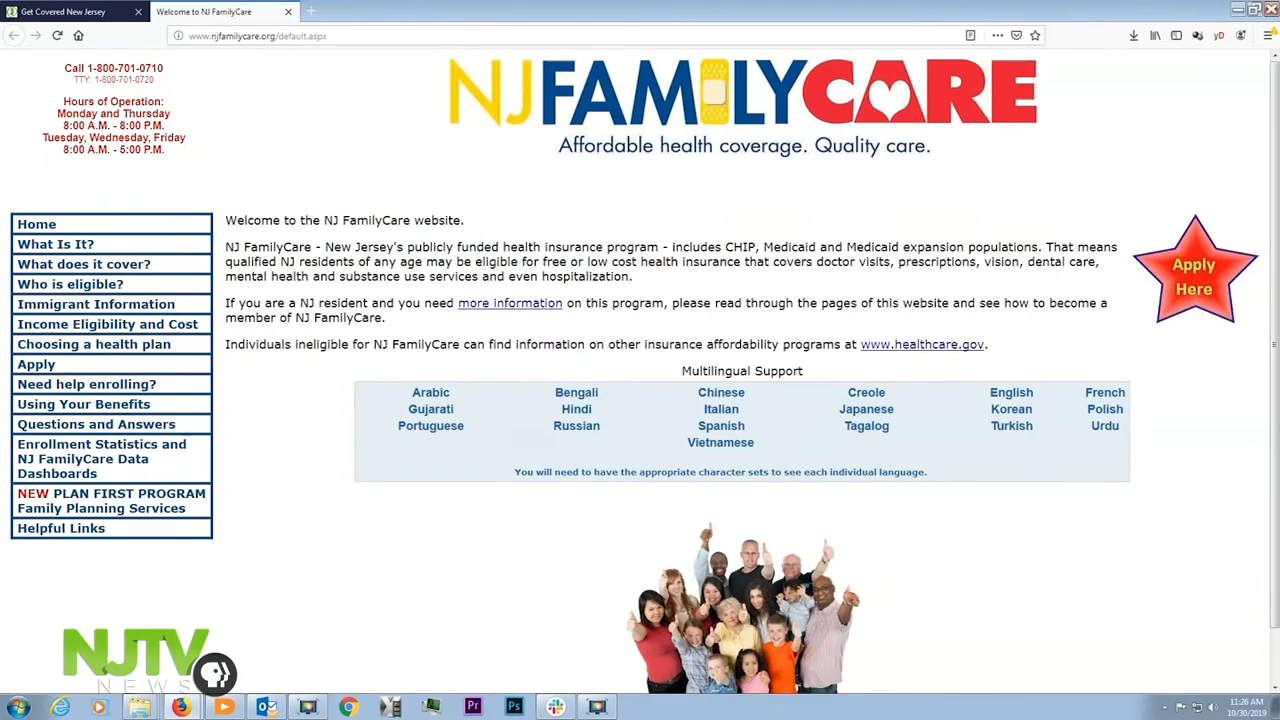 Get Covered New Jersey
Welcome to NJ FamilyCare
www.njfamilycare.org/default.aspx
Call 1-800-701-0710
TTY: 1-800-701-0720
Hours of Operation:
Monday and Thursday
8:00 A.M. - 8:00 P.M.
Tuesday, Wednesday, Friday
8:00 A.M. - 5:00 P.M.
NJFAMILYCARE
Affordable health coverage. Quality care.
Home
What Is It?
What does it cover?
Who is eligible?
Immigrant Information
Income Eligibility and Cost
Choosing a health plan
Apply
Need help enrolling?
Using Your Benefits
Questions and Answers
Enrollment Statistics and
NJ FamilyCare Data
Dashboards
NEW PLAN FIRST PROGRAM
Family Planning Services
Helpful Links
Welcome to the NJ FamilyCare website.
NJ FamilyCare - New Jersey's publicly funded health insurance program - includes CHIP, Medicaid and Medicaid expansion populations. That means
qualified NJ residents of any age may be eligible for free or low cost health insurance that covers doctor visits, prescriptions, vision, dental care,
mental health and substance use services and even hospitalization.
If you are a NJ resident and you need more information on this program, please read through the pages of this website and see how to become a
member of NJ FamilyCare.
Individuals ineligible for NJ FamilyCare can find information on other insurance affordability programs at www.healthcare.gov.
Apply
Here
Multilingual Support
Arabic Bengali Chinese Creole English French
Gujarati Hindi Italian Japanese Korean Polish
Portuguese Russian Spanish Tagalog Turkish Urdu
Vietnamese
You will need to have the appropriate character sets to see each individual language.
NJTV
NEWS
PBS
yD
Pr
Ps
11:26 AM
10/30/2019